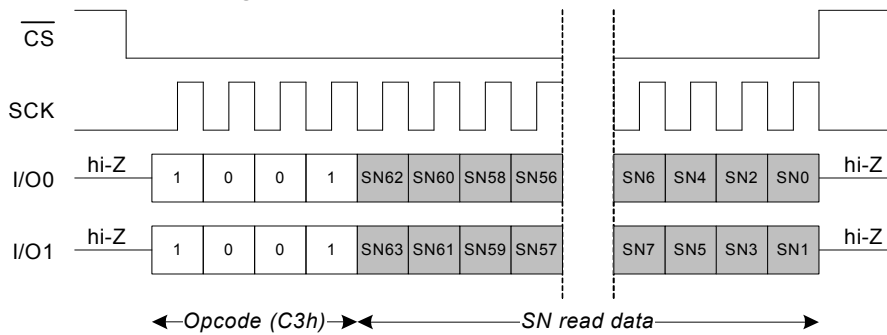 CS
SCK
hi-Z
I/O0
1 0 0 1 SN62 SN60 SN58 SN56 SN6 SN4 SN2 SN0
hi-Z
hi-Z
I/O1
1 0 0 1 SN63 SN61 SN59 SN57 SN7 SN5 SN3 SN1
hi-Z
Opcode (C3h) SN read data